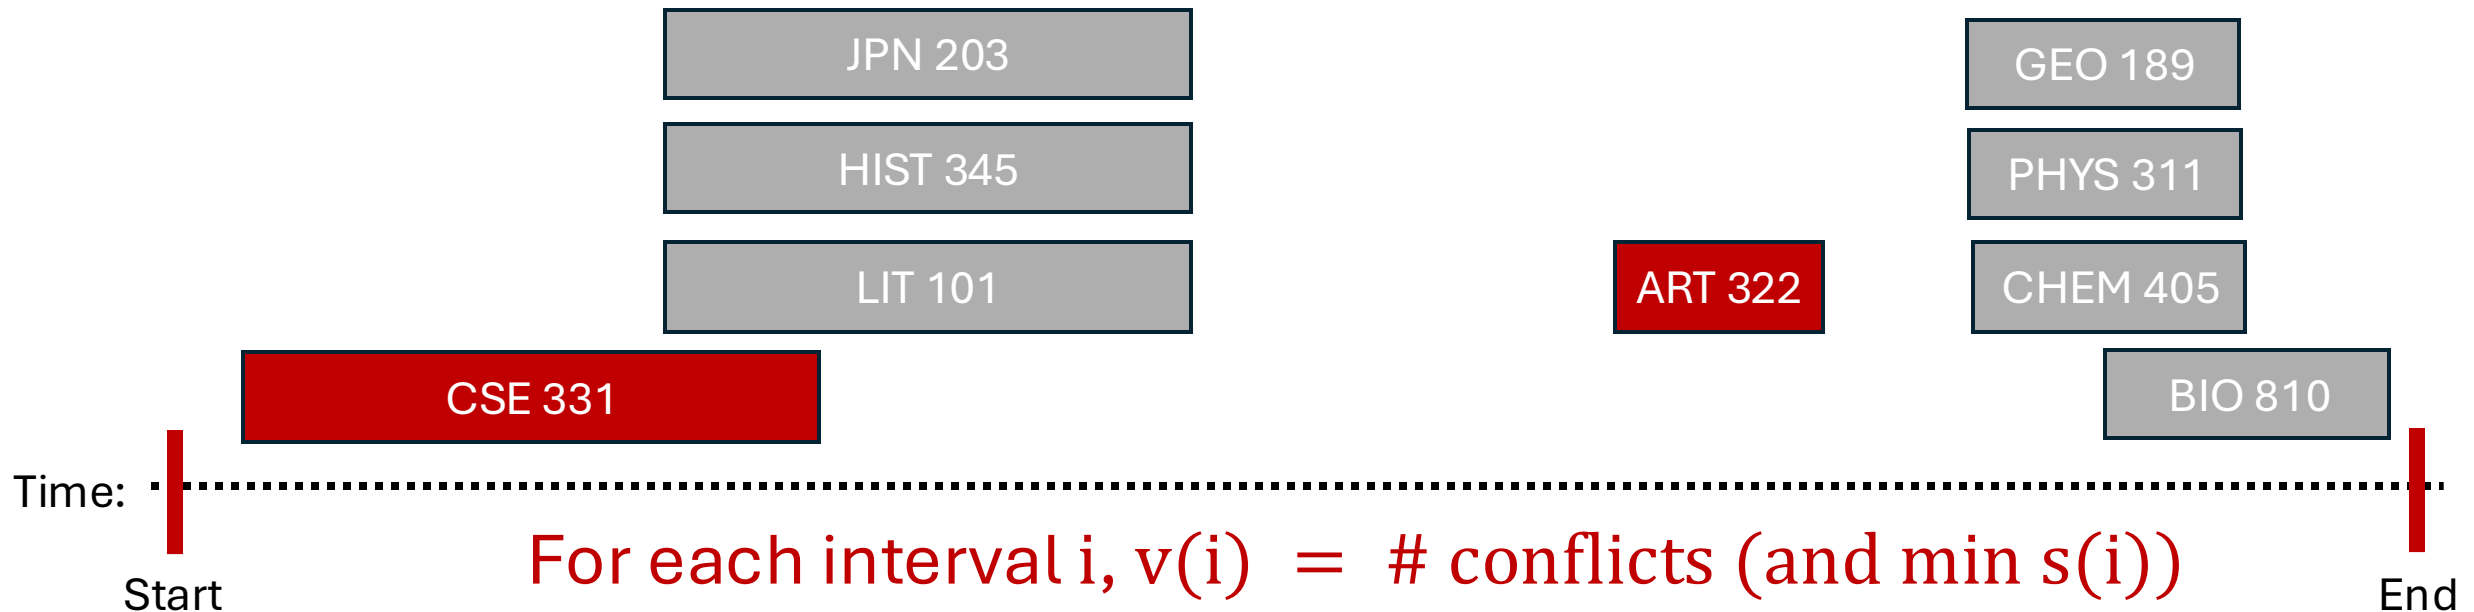 JPN 203
GEO 189
HIST 345
PHYS 311
LIT 101
ART 322
CHEM 405
CSE 331
BIO 810
Time:
For each interval i, v(i) = # conflicts (and min s(i))
Start
End